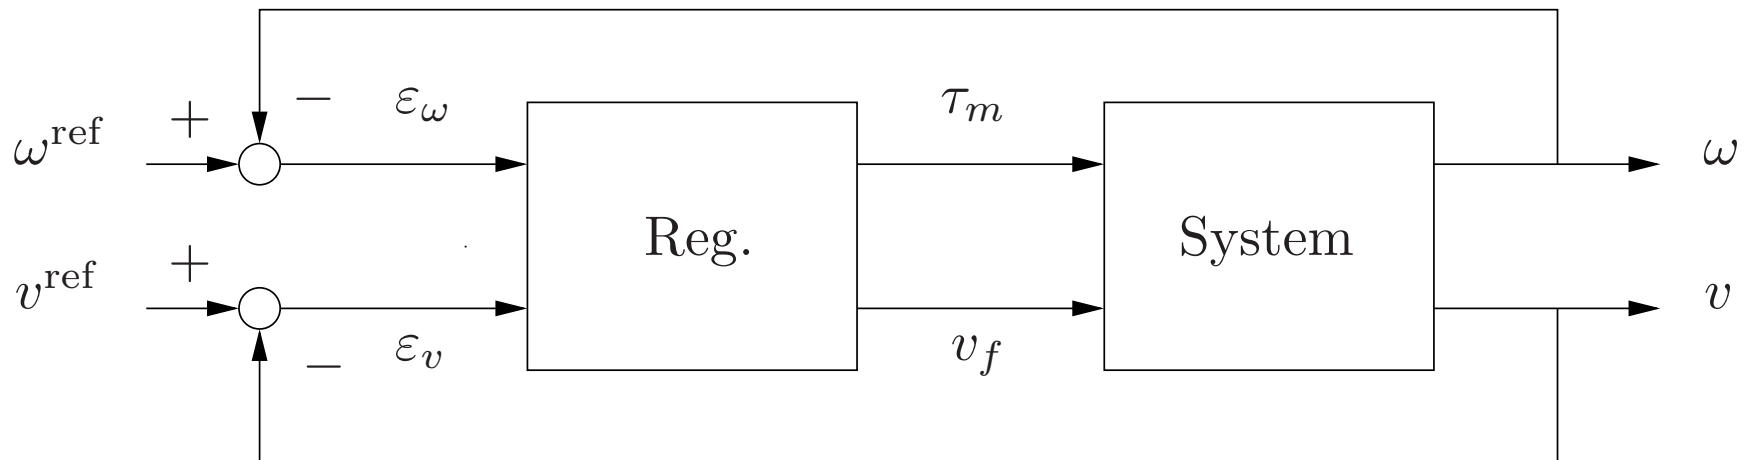 − ε_ω τ_m
+
ω^ref Reg. System ω
+
v^ref v
− ε_v v_f